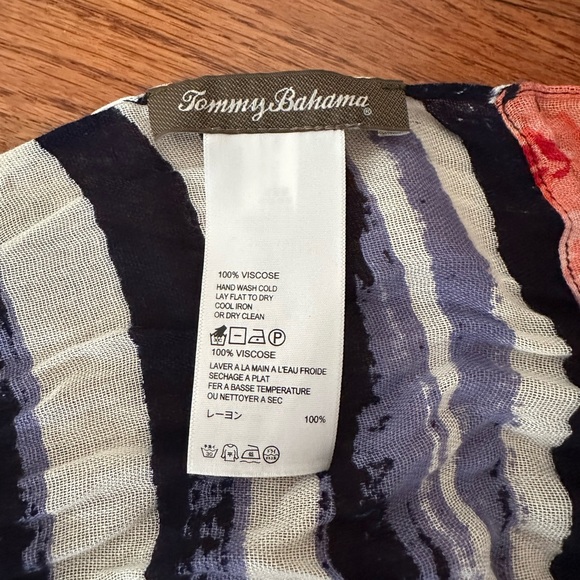 Tommy Bahama®
100% VISCOSE
HAND WASH COLD
LAY FLAT TO DRY
COOL IRON
OR DRY CLEAN
P
100% VISCOSE
LAVER A LA MAIN A L'EAU FROIDE
SECHAGE A PLAT
FER A BASSE TEMPERATURE
OU NETTOYER A SEC
レーヨン 100%